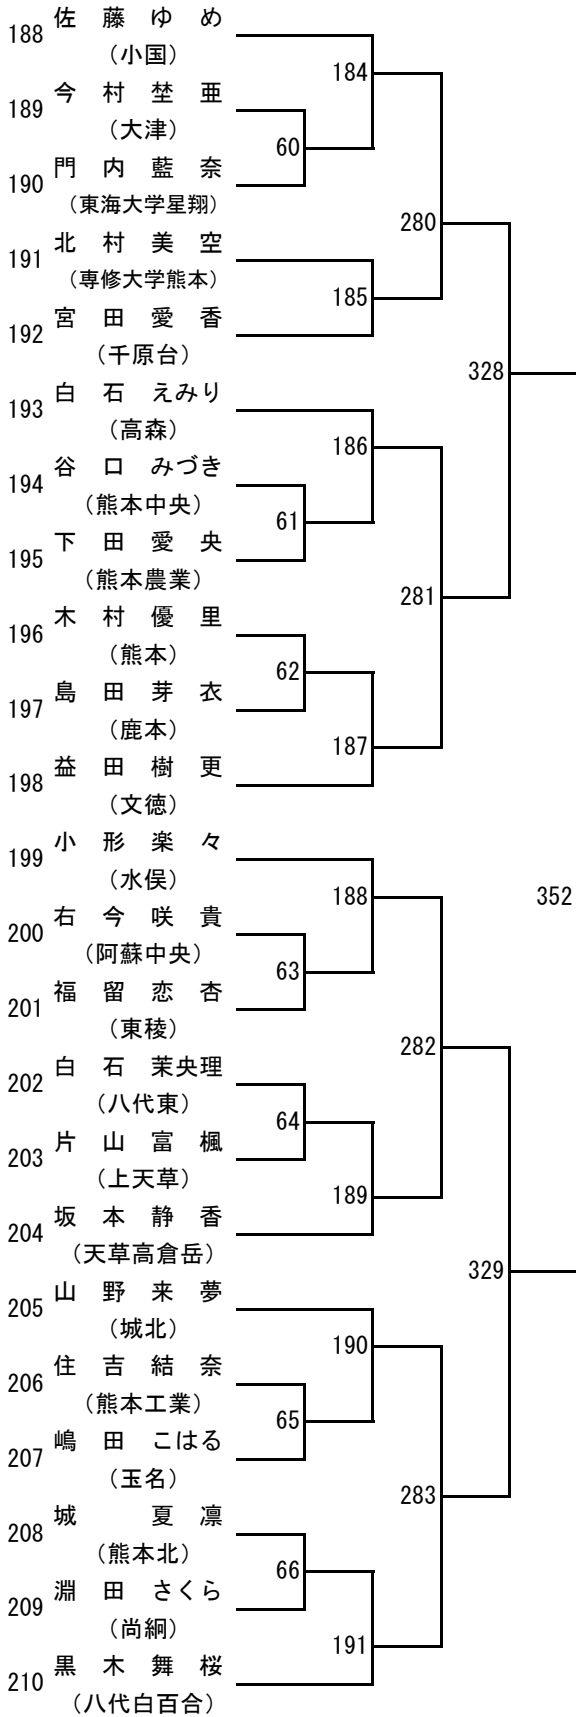 188 佐藤ゆめ
（小国）
184
189 今村埜亜
（大津）
60
190 門内藍奈
（東海大学星翔）
280
191 北村美空
（専修大学熊本）
185
192 宮田愛香
（千原台）
328
193 白石えみり
（高森）
186
194 谷口みづき
（熊本中央）
61
195 下田愛央
（熊本農業）
281
196 木村優里
（熊本）
62
197 島田芽衣
（鹿本）
187
198 益田樹更
（文徳）
199 小形楽々
（水俣）
188
352
200 右今咲貴
（阿蘇中央）
63
201 福留恋杏
（東稜）
282
202 白石茉央理
（八代東）
64
203 片山富楓
（上天草）
189
204 坂本静香
（天草高倉岳）
329
205 山野来夢
（城北）
190
206 住吉結奈
（熊本工業）
65
207 嶋田こはる
（玉名）
283
208 城夏凛
（熊本北）
66
209 淵田さくら
（尚絅）
191
210 黒木舞桜
（八代白百合）